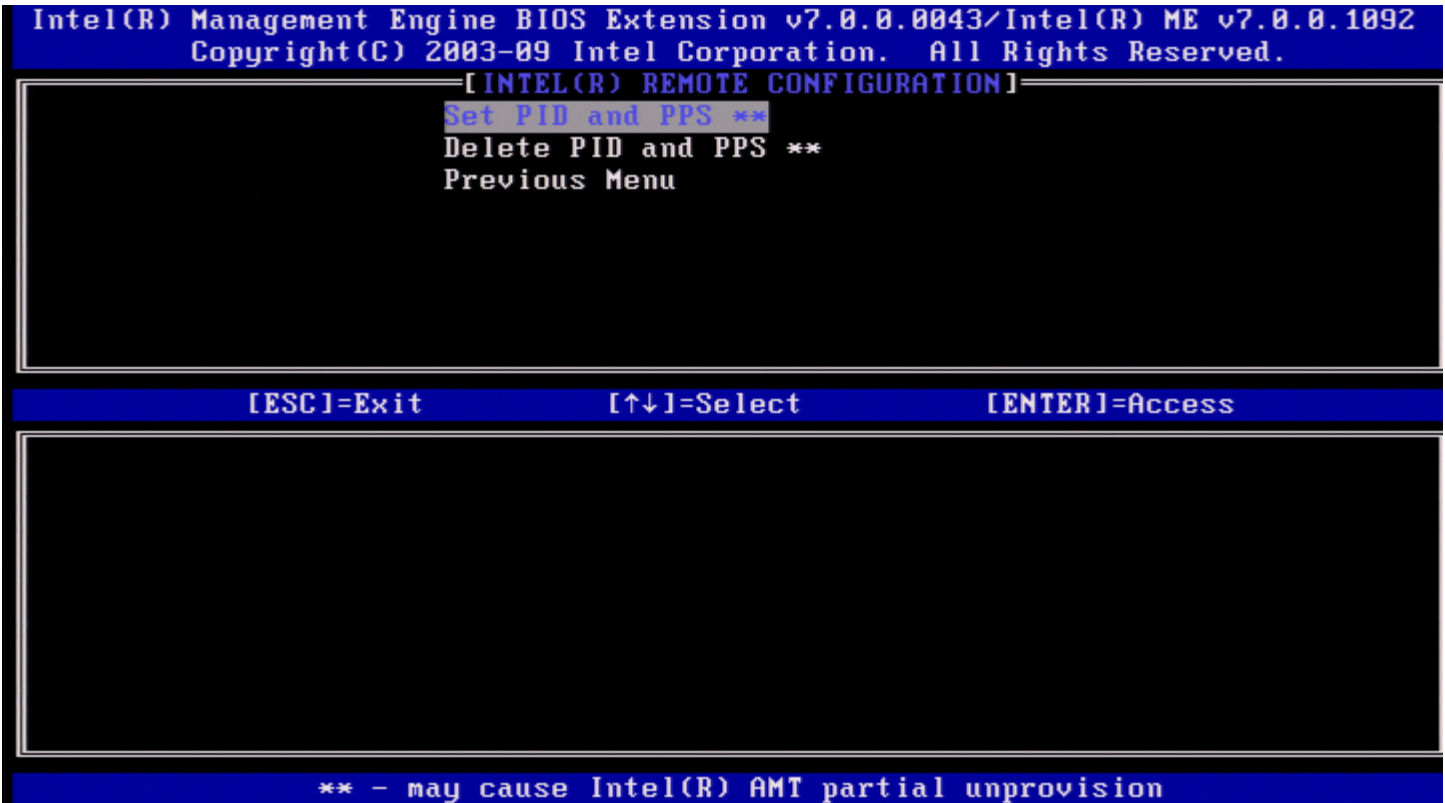 Intel(R) Management Engine BIOS Extension v7.0.0.0043/Intel(R) ME v7.0.0.1092
Copyright(C) 2003-09 Intel Corporation. All Rights Reserved.
[INTEL(R) REMOTE CONFIGURATION]
Set PID and PPS **
Delete PID and PPS **
Previous Menu
[ESC]=Exit [↑↓]=Select [ENTER]=Access
** - may cause Intel(R) AMT partial unprovision